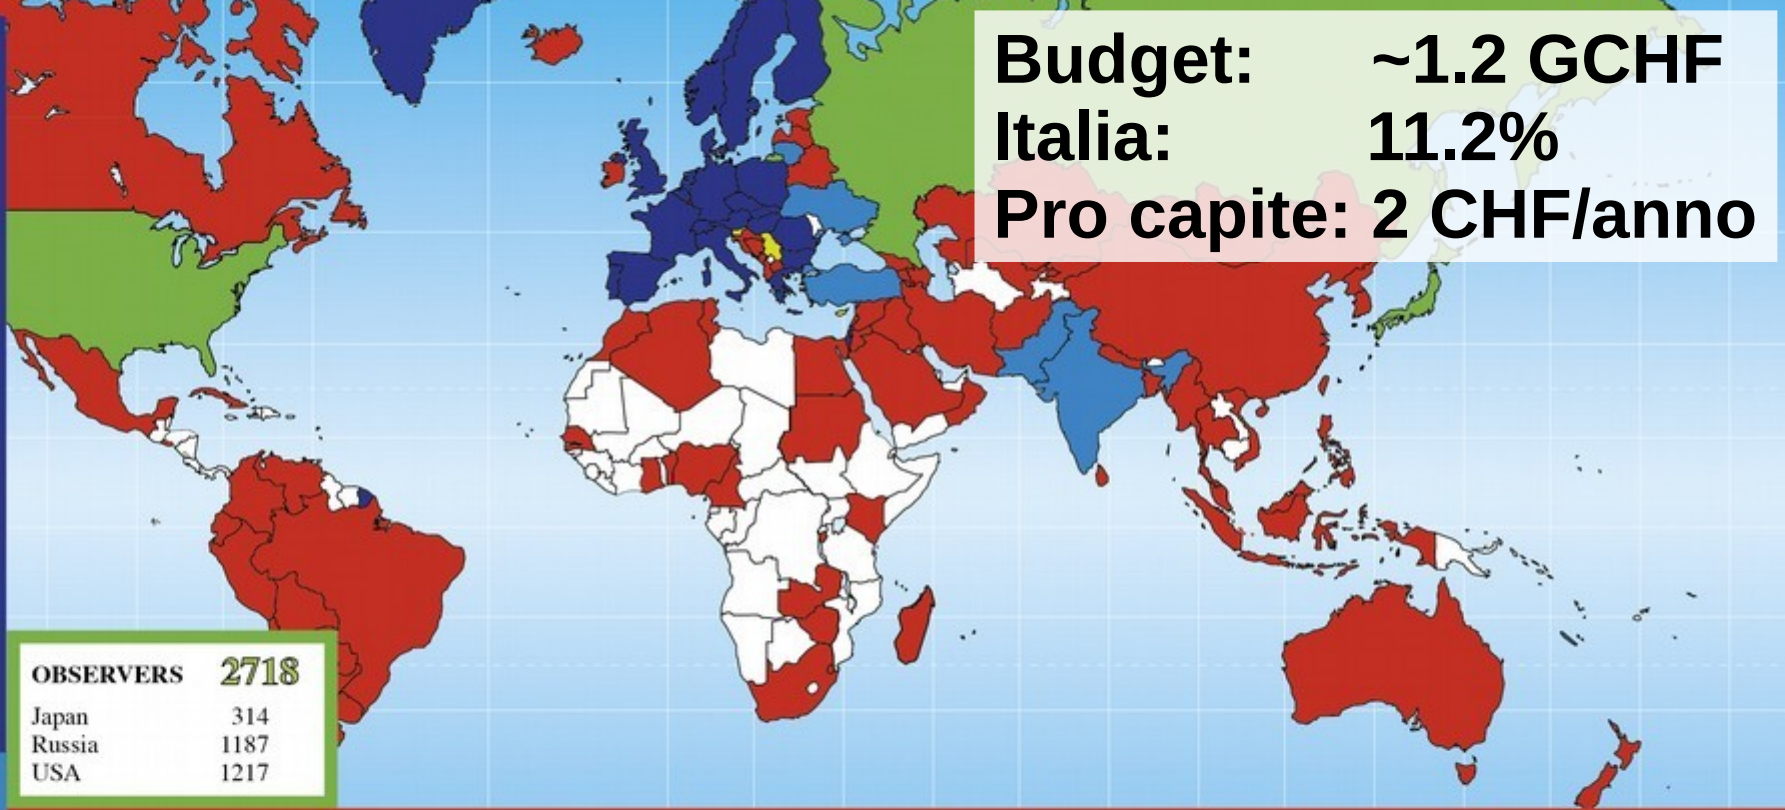 Budget: ~1.2 GCHF
Italia: 11.2%
Pro capite: 2 CHF/anno
OBSERVERS 2718
Japan 314
Russia 1187
USA 1217